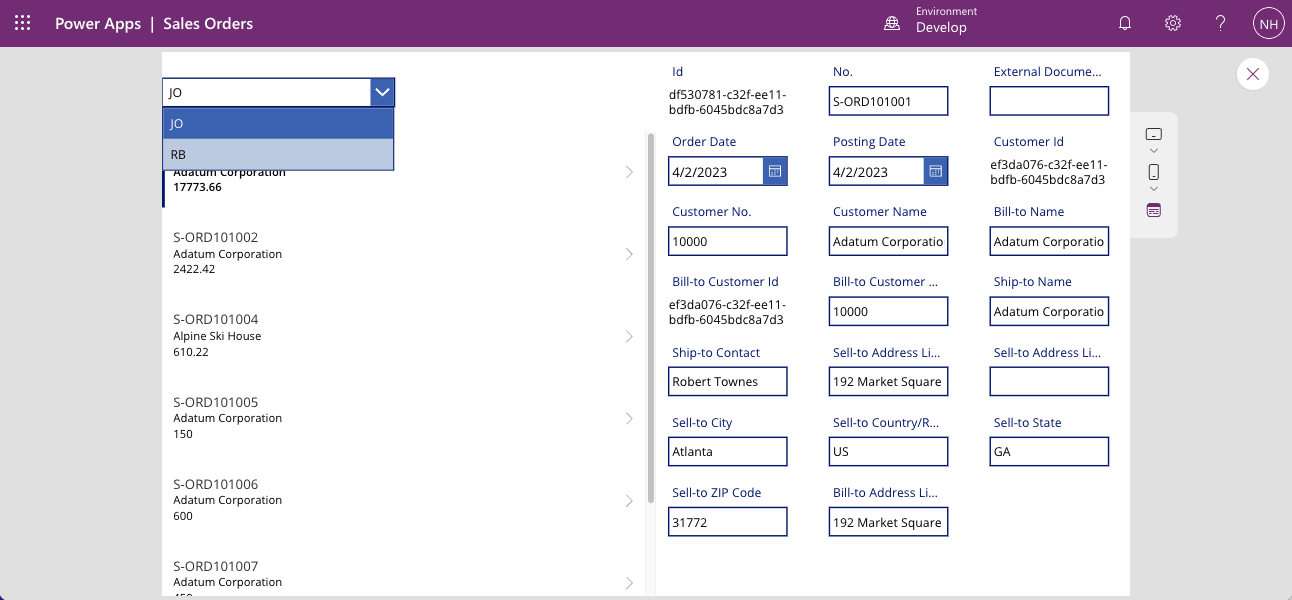 Power Apps | Sales Orders
Environment
Develop
?
NH
JO
JO
RB
Adatum Corporation
17773.66
S-ORD101002
Adatum Corporation
2422.42
S-ORD101004
Alpine Ski House
610.22
S-ORD101005
Adatum Corporation
150
S-ORD101006
Adatum Corporation
600
S-ORD101007
Adatum Corporation
Id
df530781-c32f-ee11-
bdfb-6045bdc8a7d3
No.
S-ORD101001
External Docume...
Order Date
4/2/2023
Posting Date
4/2/2023
Customer Id
ef3da076-c32f-ee11-
bdfb-6045bdc8a7d3
Customer No.
10000
Customer Name
Adatum Corporatio
Bill-to Name
Adatum Corporatio
Bill-to Customer Id
ef3da076-c32f-ee11-
bdfb-6045bdc8a7d3
Bill-to Customer ...
10000
Ship-to Name
Adatum Corporatio
Ship-to Contact
Robert Townes
Sell-to Address Li...
192 Market Square
Sell-to Address Li...
Sell-to City
Atlanta
Sell-to Country/R...
US
Sell-to State
GA
Sell-to ZIP Code
31772
Bill-to Address Li...
192 Market Square